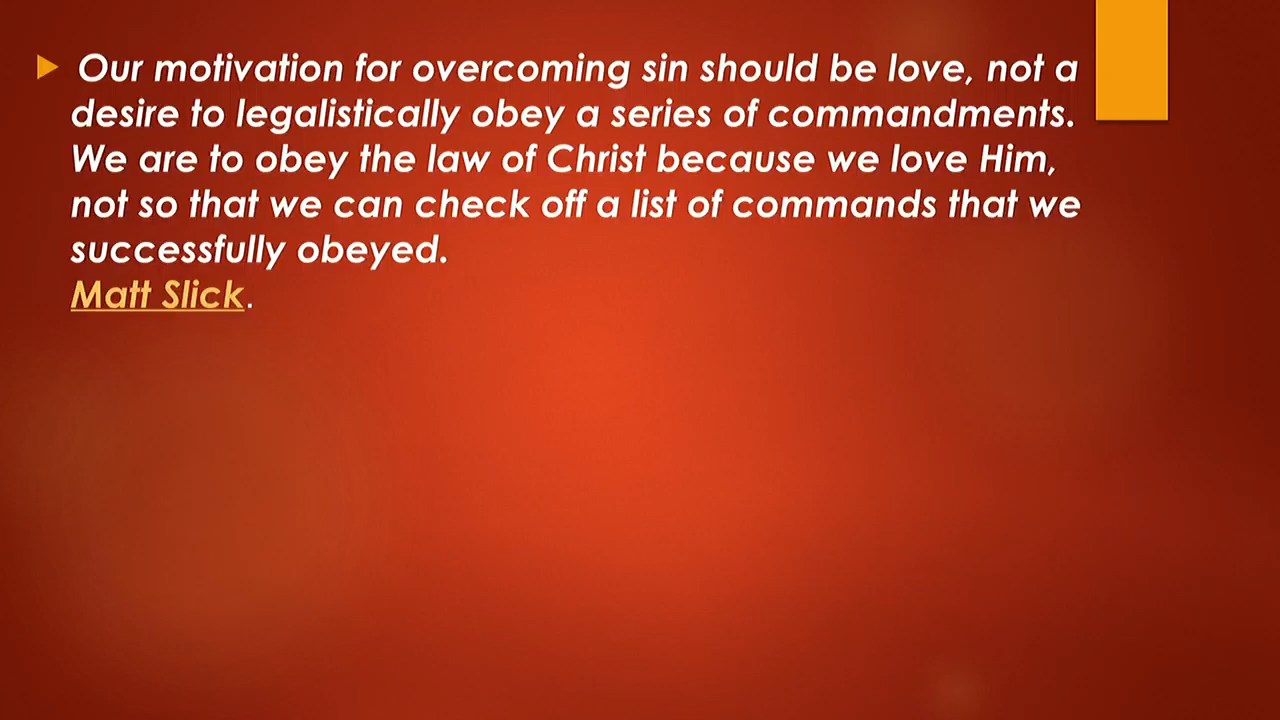 Our motivation for overcoming sin should be love, not a
desire to legalistically obey a series of commandments.
We are to obey the law of Christ because we love Him,
not so that we can check off a list of commands that we
successfully obeyed.
Matt Slick.